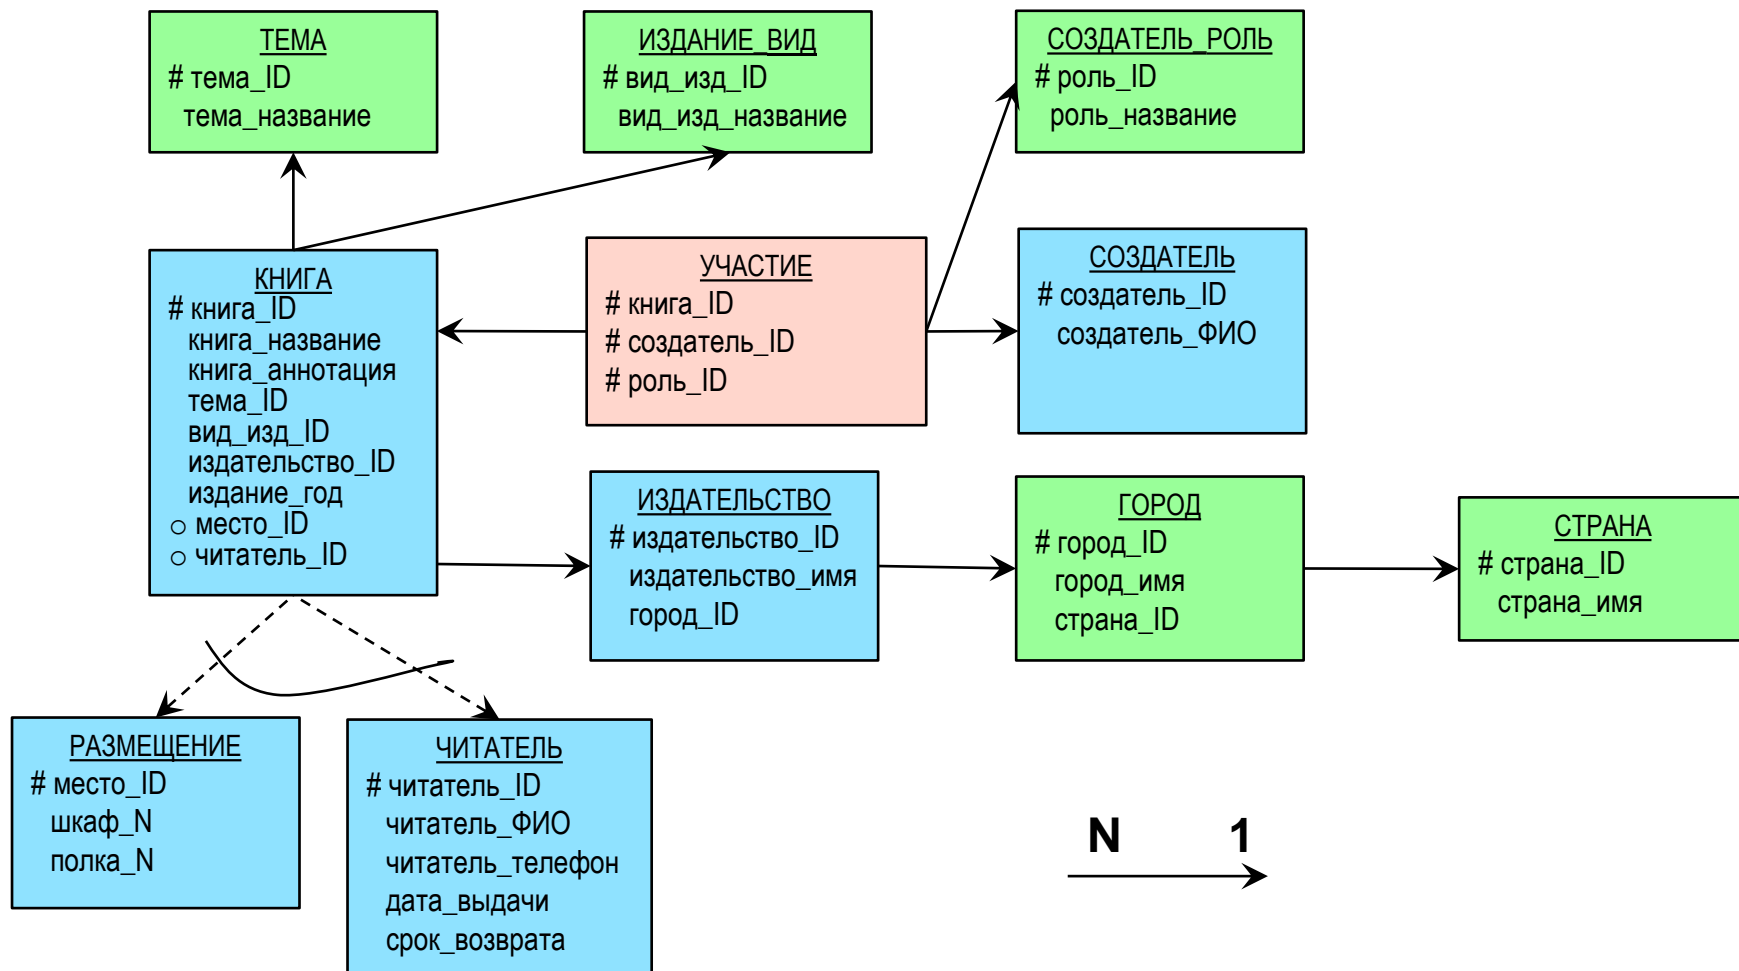 ТЕМА
# тема_ID
тема_название
ИЗДАНИЕ_ВИД
# вид_изд_ID
вид_изд_название
СОЗДАТЕЛЬ_РОЛЬ
# роль_ID
роль_название
КНИГА
# книга_ID
книга_название
книга_аннотация
тема_ID
вид_изд_ID
издательство_ID
издание_год
○ место_ID
○ читатель_ID
УЧАСТИЕ
# книга_ID
# создатель_ID
# роль_ID
СОЗДАТЕЛЬ
# создатель_ID
создатель_ФИО
ИЗДАТЕЛЬСТВО
# издательство_ID
издательство_имя
город_ID
ГОРОД
# город_ID
город_имя
страна_ID
СТРАНА
# страна_ID
страна_имя
РАЗМЕЩЕНИЕ
# место_ID
шкаф_N
полка_N
ЧИТАТЕЛЬ
# читатель_ID
читатель_ФИО
читатель_телефон
дата_выдачи
срок_возврата
N 1